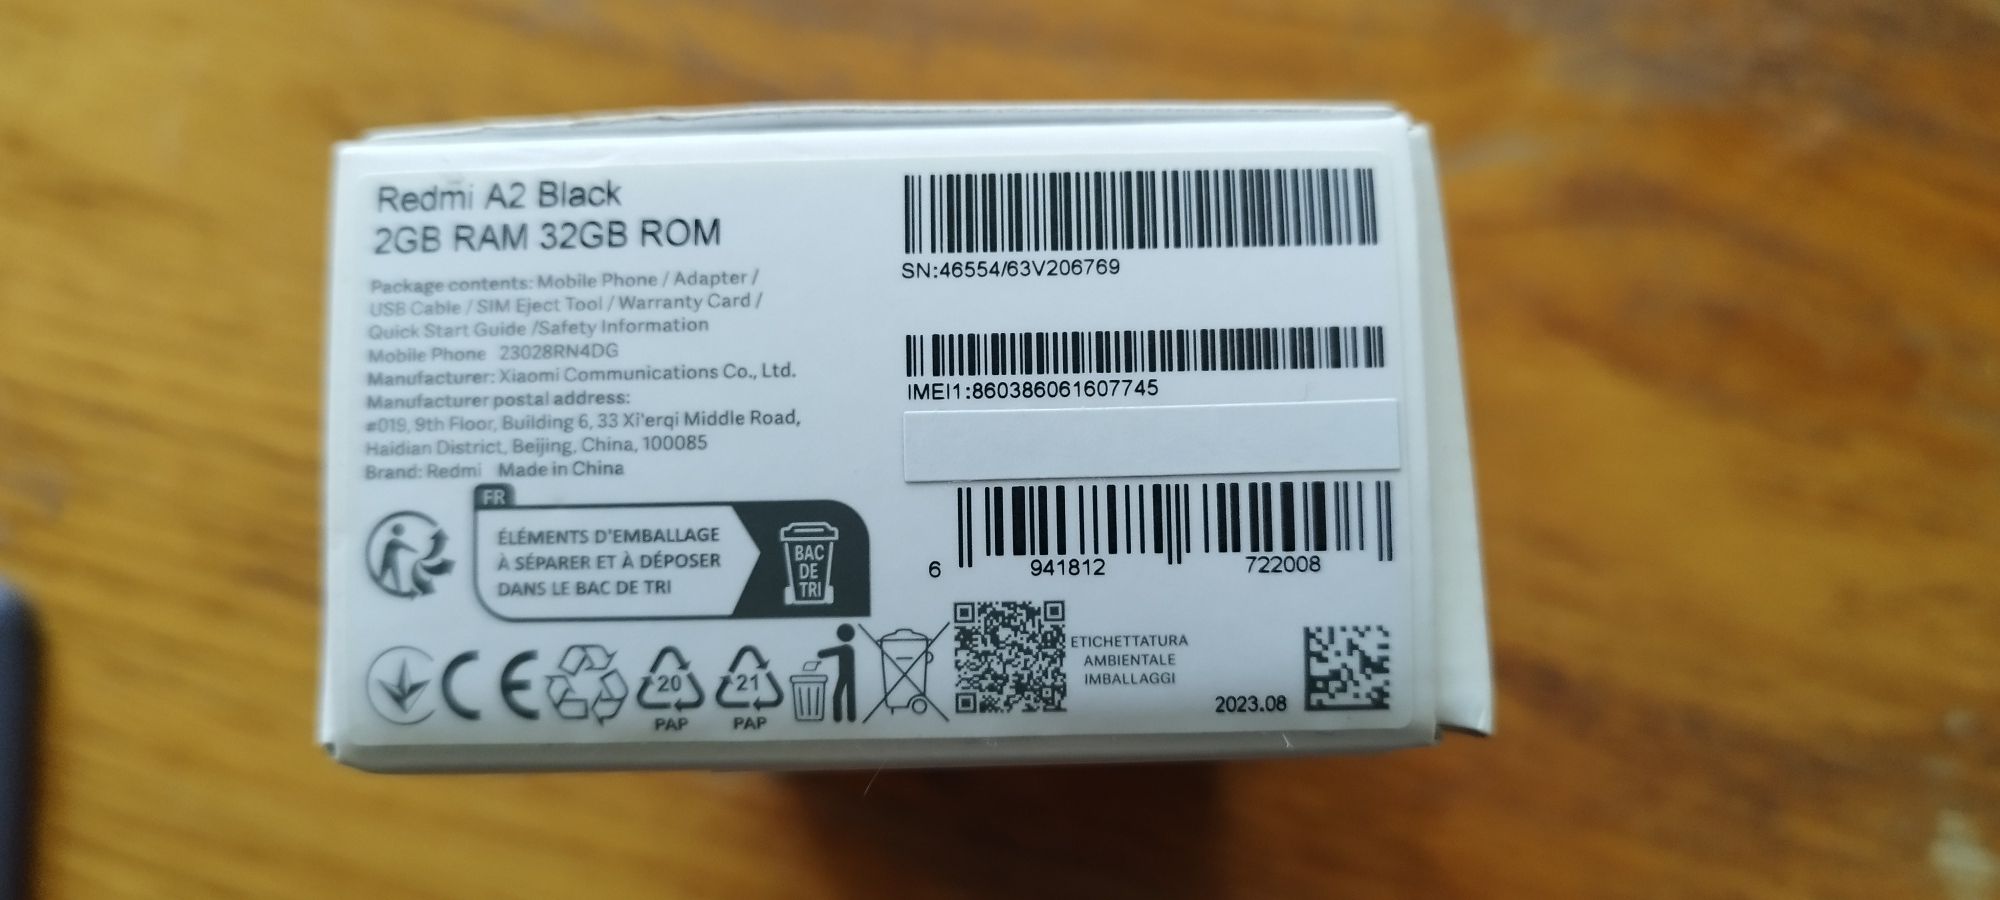 Redmi A2 Black
2GB RAM 32GB ROM
Package contents: Mobile Phone / Adapter /
USB Cable / SIM Eject Tool / Warranty Card /
Quick Start Guide /Safety Information
Mobile Phone 23028RN4DG
Manufacturer: Xiaomi Communications Co., Ltd.
Manufacturer postal address:
#019, 9th Floor, Building 6, 33 Xi'erqi Middle Road,
Haidian District, Beijing, China, 100085
Brand: Redmi Made in China
FR
ÉLÉMENTS D'EMBALLAGE
À SÉPARER ET À DÉPOSER
DANS LE BAC DE TRI
BAC
DE
TRI
CE
20
PAP
21
PAP
SN:46554/63V206769
IMEI1:860386061607745
6 941812 722008
ETICHETTATURA
AMBIENTALE
IMBALLAGGI
2023.08